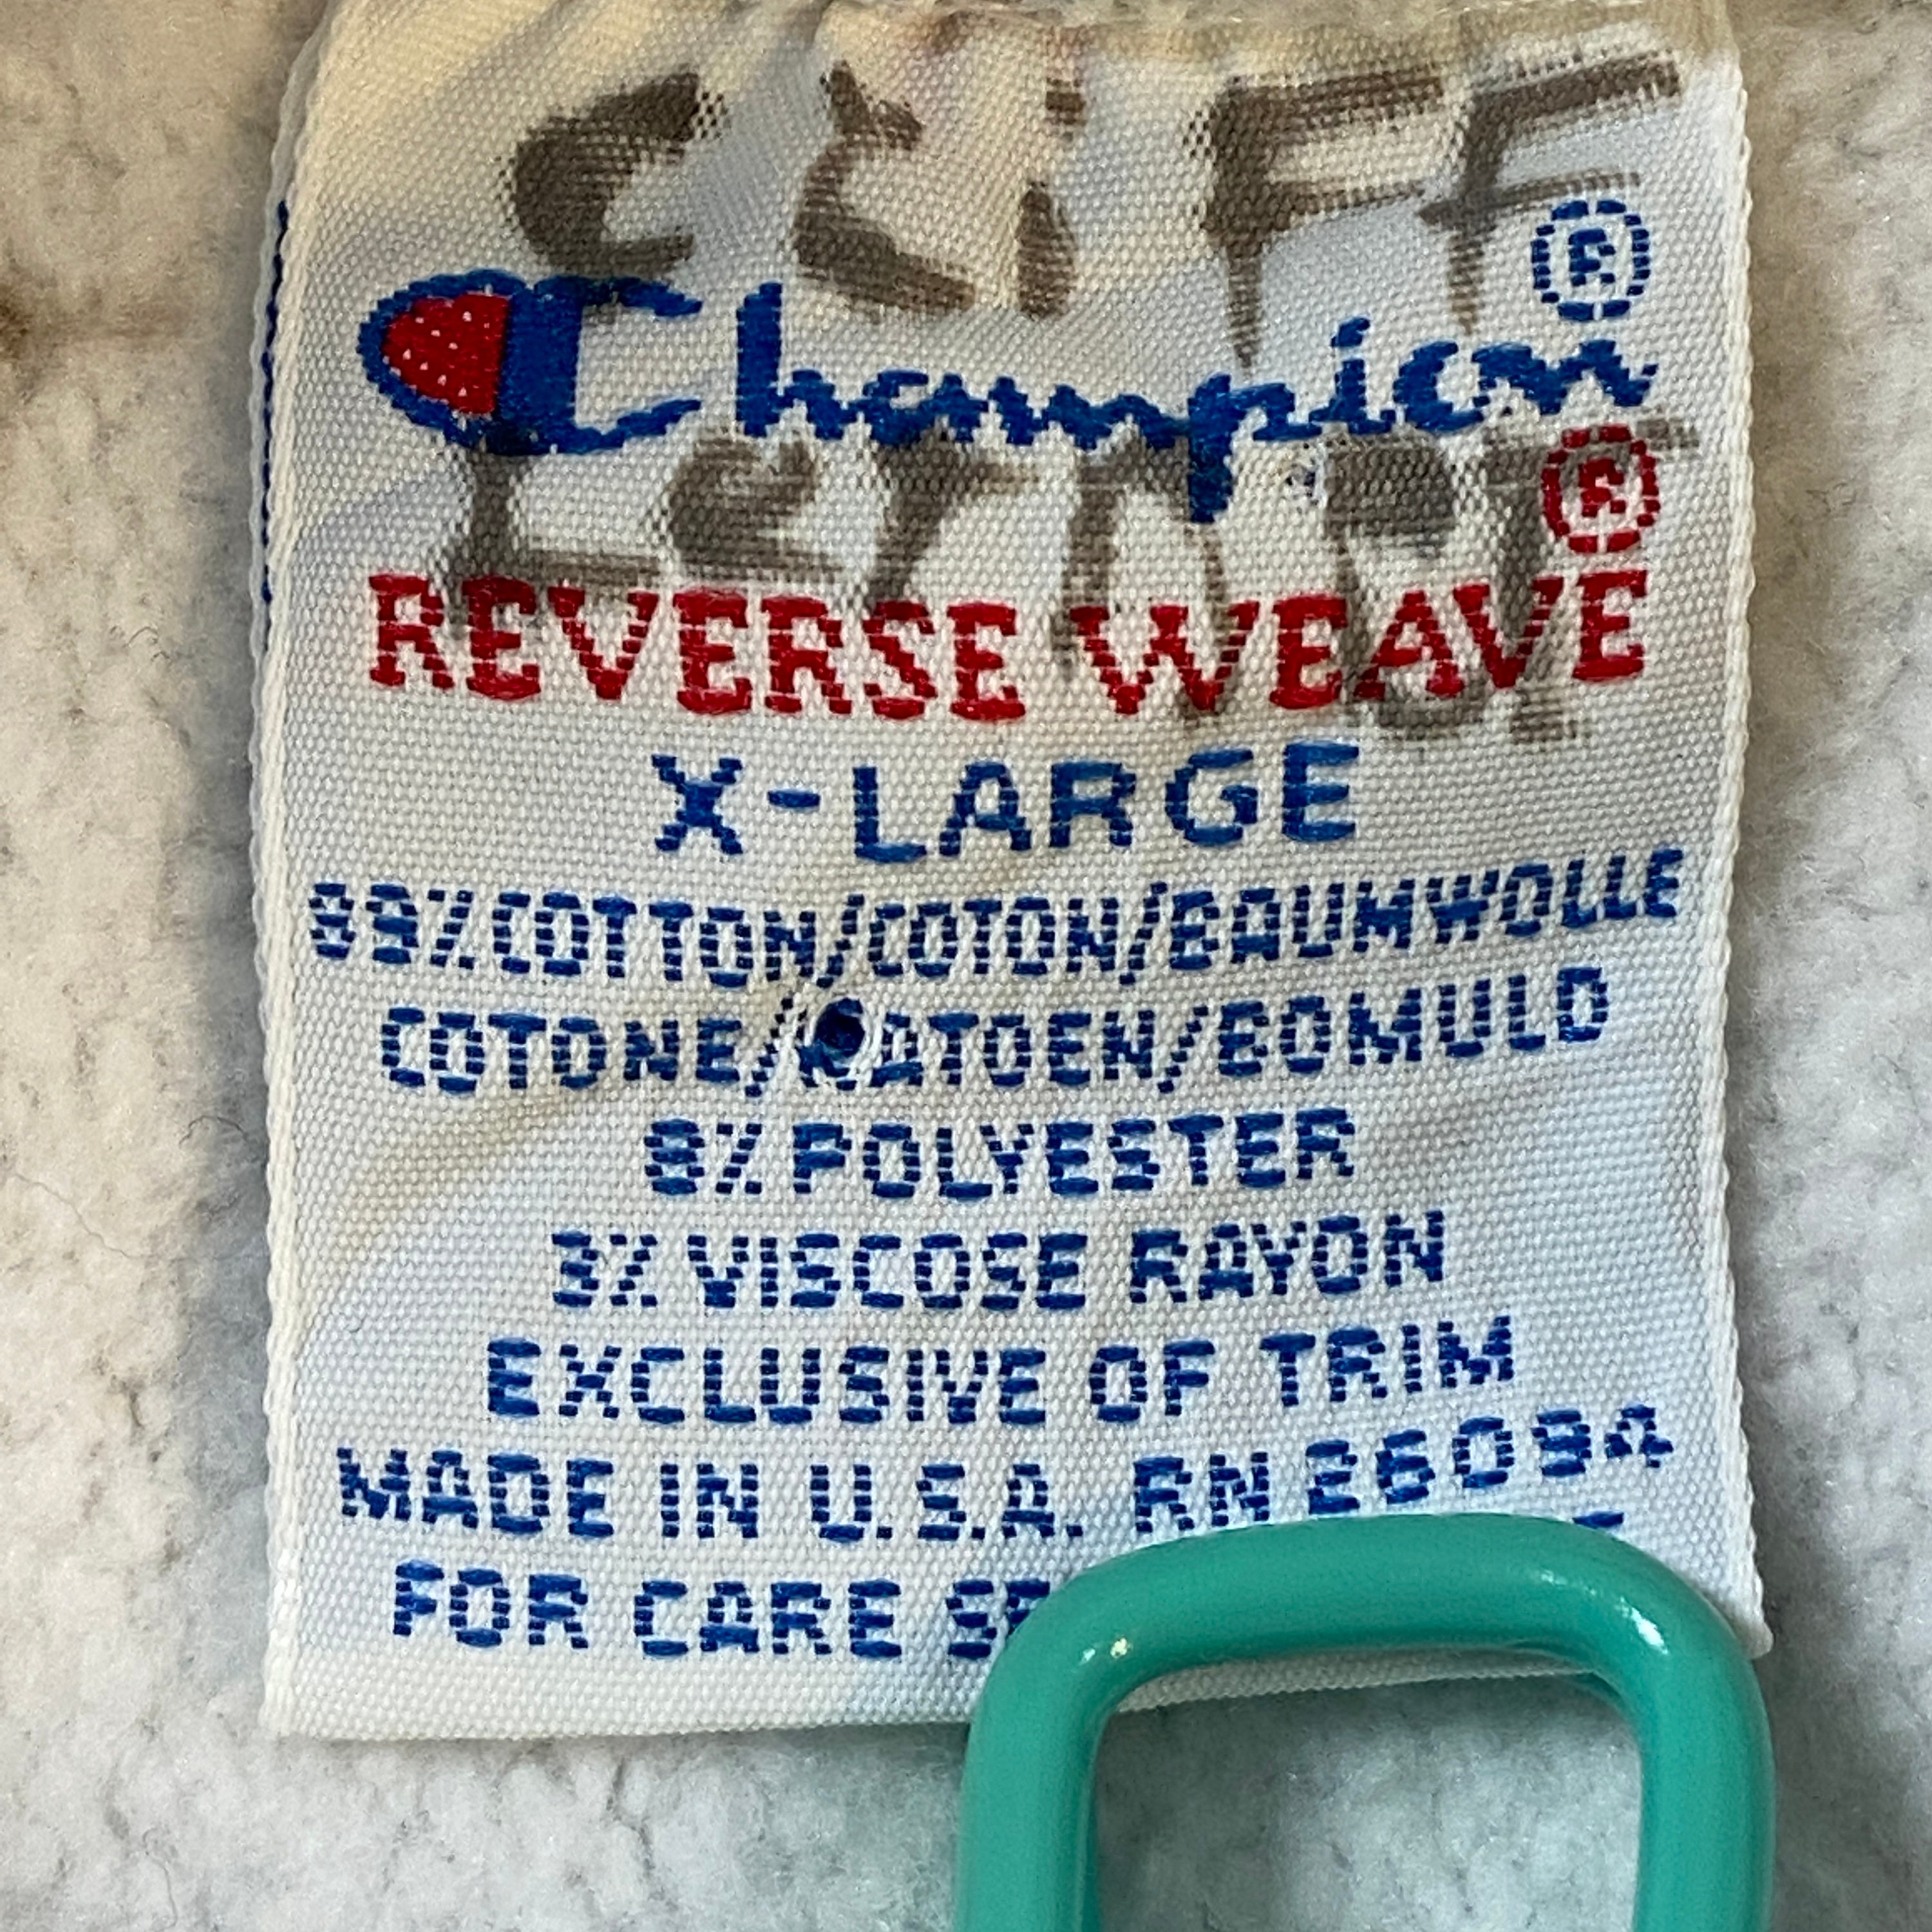 CLIFF
Champion®
REVERSE WEAVE®
X-LARGE
89% COTTON/COTON/BAUMWOLLE
COTONE/KATOEN/BOMULD
8% POLYESTER
3% VISCOSE RAYON
EXCLUSIVE OF TRIM
MADE IN U.S.A. RN 26094
FOR CARE